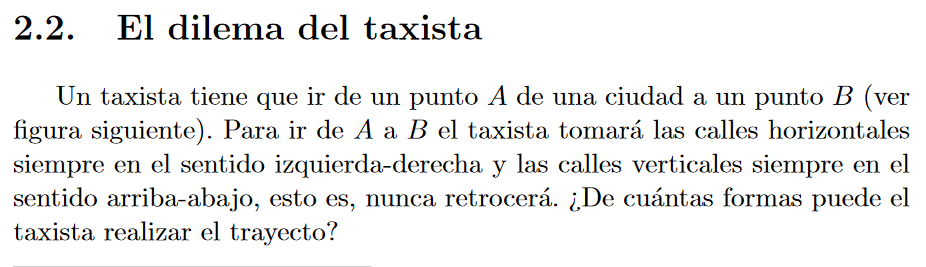 2.2. El dilema del taxista
Un taxista tiene que ir de un punto A de una ciudad a un punto B (ver
figura siguiente). Para ir de A a B el taxista tomará las calles horizontales
siempre en el sentido izquierda-derecha y las calles verticales siempre en el
sentido arriba-abajo, esto es, nunca retrocerá. ¿De cuántas formas puede el
taxista realizar el trayecto?